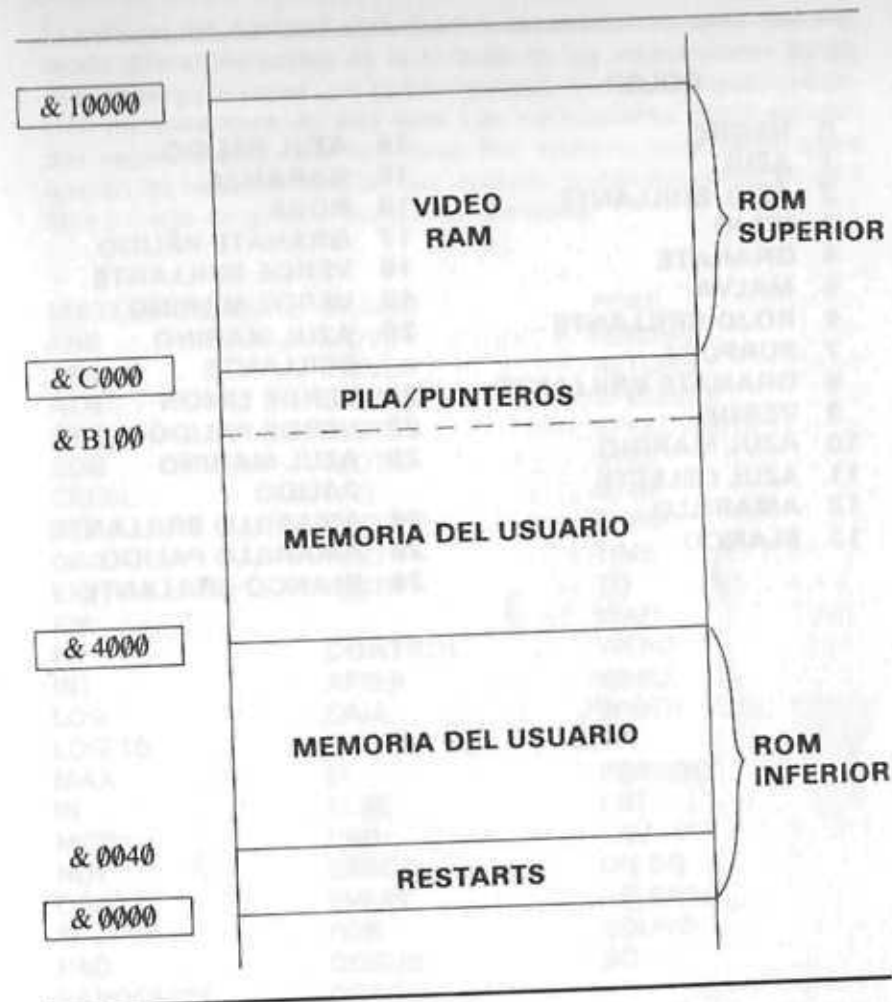 & 10000
VIDEO
RAM
ROM
SUPERIOR
& C000
PILA/PUNTEROS
& B100
MEMORIA DEL USUARIO
& 4000
MEMORIA DEL USUARIO
ROM
INFERIOR
& 0040
RESTARTS
& 0000